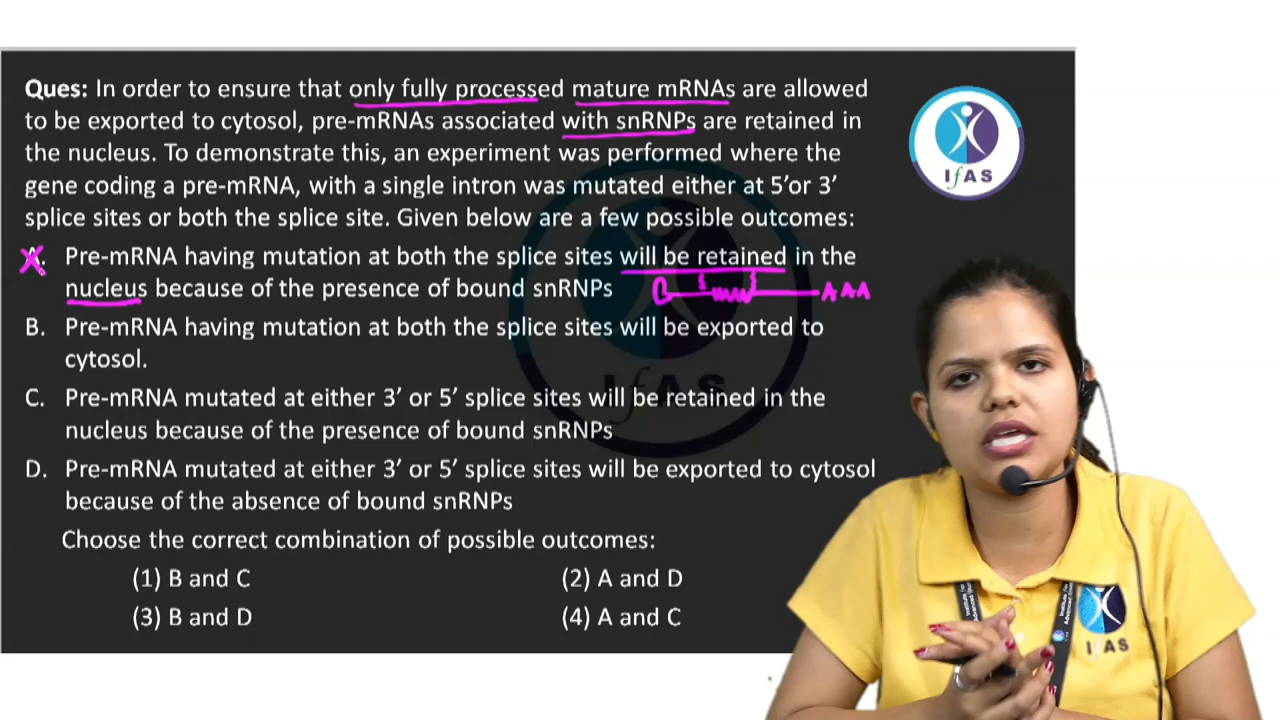 Ques: In order to ensure that only fully processed mature mRNAs are allowed
to be exported to cytosol, pre-mRNAs associated with snRNPs are retained in
the nucleus. To demonstrate this, an experiment was performed where the
gene coding a pre-mRNA, with a single intron was mutated either at 5’or 3’
splice sites or both the splice site. Given below are a few possible outcomes:
IfAS
A. Pre-mRNA having mutation at both the splice sites will be retained in the
nucleus because of the presence of bound snRNPs
AAA
B. Pre-mRNA having mutation at both the splice sites will be exported to
cytosol.
C. Pre-mRNA mutated at either 3’ or 5’ splice sites will be retained in the
nucleus because of the presence of bound snRNPs
IfAS
D. Pre-mRNA mutated at either 3’ or 5’ splice sites will be exported to cytosol
because of the absence of bound snRNPs
Choose the correct combination of possible outcomes:
(1) B and C
(2) A and D
(3) B and D
(4) A and C
IfAS